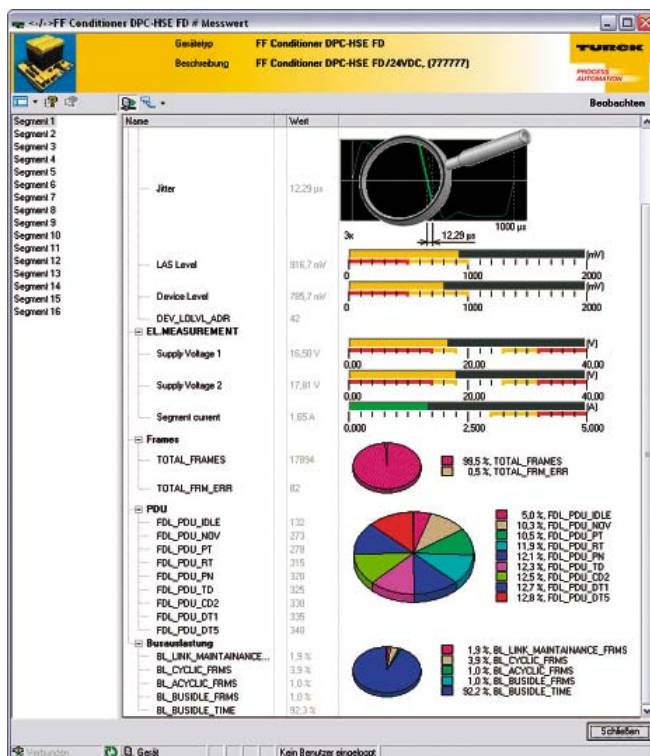 <-/->FF Conditioner DPC-HSE FD # Messwert
Gerätetyp FF Conditioner DPC-HSE FD
Beschreibung FF Conditioner DPC-HSE FD/24VDC, (777777)
TURCK
PROCESS
AUTOMATION
Beobachten
Segment 1
Segment 2
Segment 3
Segment 4
Segment 5
Segment 6
Segment 7
Segment 8
Segment 9
Segment 10
Segment 11
Segment 12
Segment 13
Segment 14
Segment 15
Segment 16
Name Wert
Jitter 12,29 µs
1000 µs
3x 12,29 µs
LAS Level 916,7 mV
[mV]
0 1000 2000
Device Level 785,7 mV
[mV]
0 1000 2000
DEV_LDLVL_ADR 42
EL.MEASUREMENT
Supply Voltage 1 16,50 V
[V]
0,00 20,00 40,00
Supply Voltage 2 17,81 V
[V]
0,00 20,00 40,00
Segment current 1,65 A
[A]
0,000 2,500 5,000
Frames
TOTAL_FRAMES 17894
99,5 %, TOTAL_FRAMES
0,5 %, TOTAL_FRM_ERR
TOTAL_FRM_ERR 82
PDU
FDL_PDU_IDLE 132
FDL_PDU_NOV 273
FDL_PDU_PT 278
FDL_PDU_RT 315
FDL_PDU_PN 320
FDL_PDU_TD 325
FDL_PDU_CD2 330
FDL_PDU_DT1 335
FDL_PDU_DT5 340
5,0 %, FDL_PDU_IDLE
10,3 %, FDL_PDU_NOV
10,5 %, FDL_PDU_PT
11,9 %, FDL_PDU_RT
12,1 %, FDL_PDU_PN
12,3 %, FDL_PDU_TD
12,5 %, FDL_PDU_CD2
12,7 %, FDL_PDU_DT1
12,8 %, FDL_PDU_DT5
Busauslastung
BL_LINK_MAINTAINANCE... 1,9 %
BL_CYCLIC_FRMS 3,9 %
BL_ACYCLIC_FRMS 1,0 %
BL_BUSIDLE_FRMS 1,0 %
BL_BUSIDLE_TIME 92,3 %
1,9 %, BL_LINK_MAINTAINANCE_FRMS
3,9 %, BL_CYCLIC_FRMS
1,0 %, BL_ACYCLIC_FRMS
1,0 %, BL_BUSIDLE_FRMS
92,2 %, BL_BUSIDLE_TIME
Schließen
Verbunden
Gerät
Kein Benutzer eingeloggt